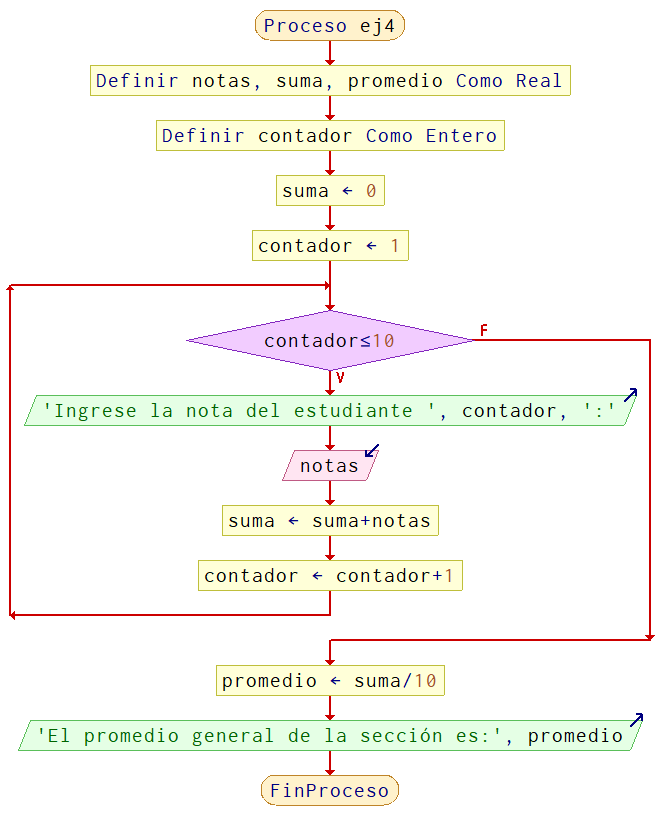 Proceso ej4
Definir notas, suma, promedio Como Real
Definir contador Como Entero
suma ← 0
contador ← 1
contador≤10
F
V
'Ingrese la nota del estudiante ', contador, ':'
notas
suma ← suma+notas
contador ← contador+1
promedio ← suma/10
'El promedio general de la sección es:', promedio
FinProceso